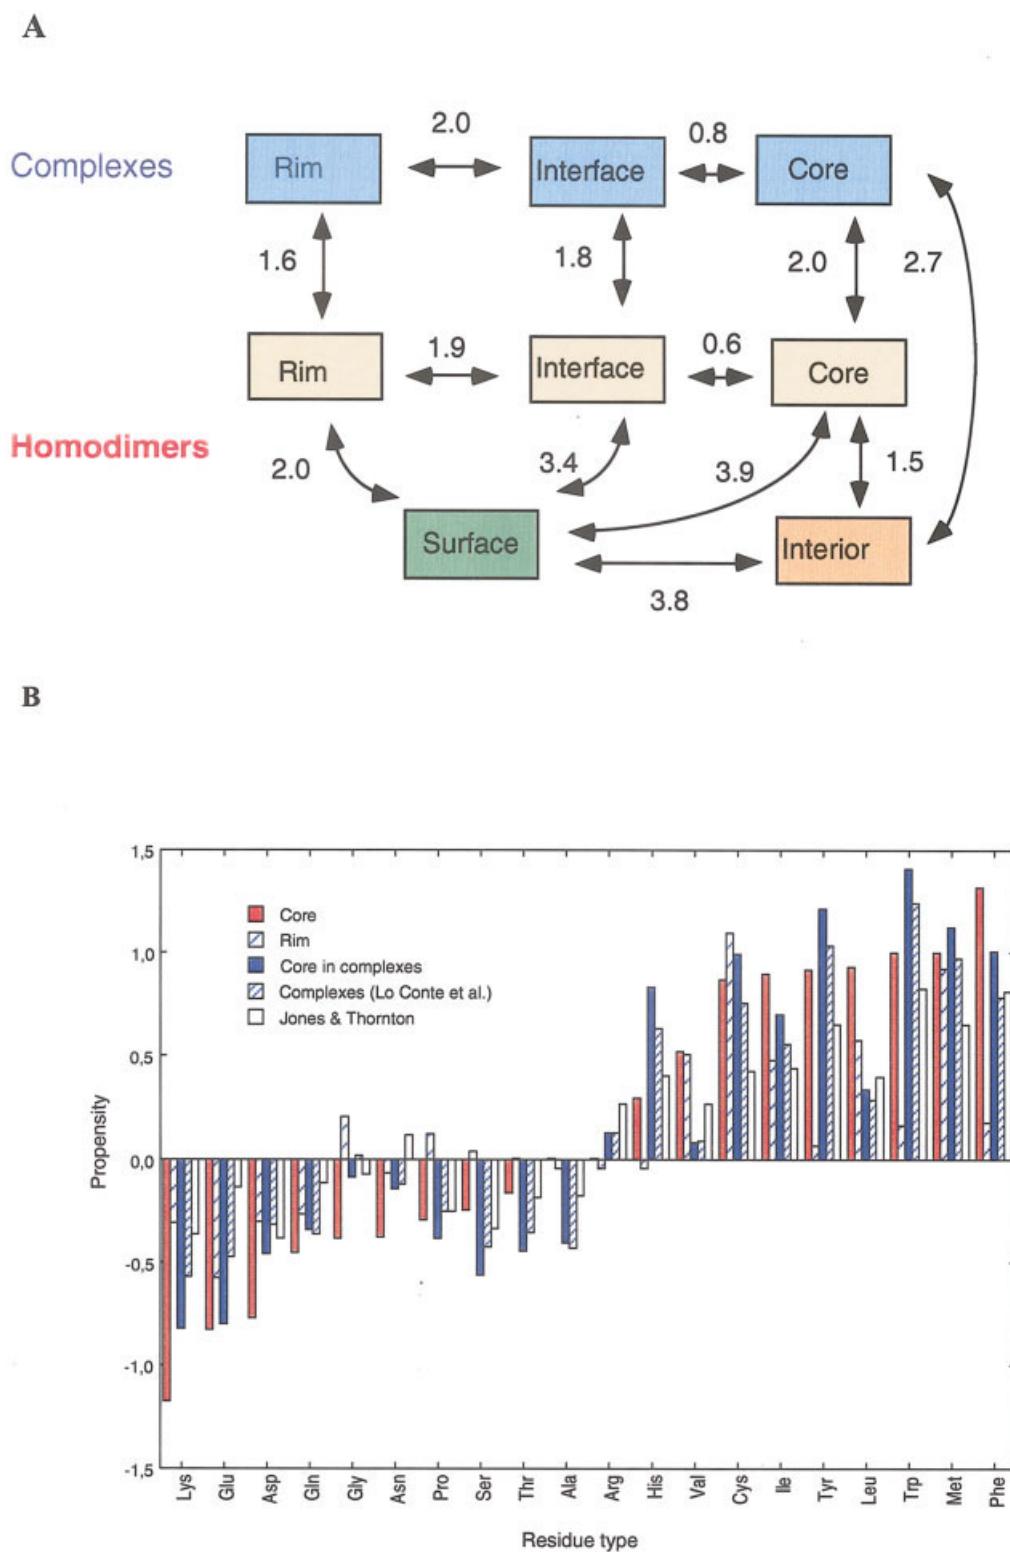 A
2.0
0.8
Complexes
Rim
Interface
Core
1.6
1.8
2.0
2.7
1.9
0.6
Rim
Interface
Core
Homodimers
2.0
3.4
3.9
1.5
Surface
Interior
3.8
B
1,5
1,0
0,5
0,0
-0,5
-1,0
-1,5
Propensity
Core
Rim
Core in complexes
Complexes (Lo Conte et al.)
Jones & Thornton
Lys Glu Asp Gln Gly Asn Pro Ser Thr Ala Arg His Val Cys Ile Tyr Leu Trp Met Phe
Residue type